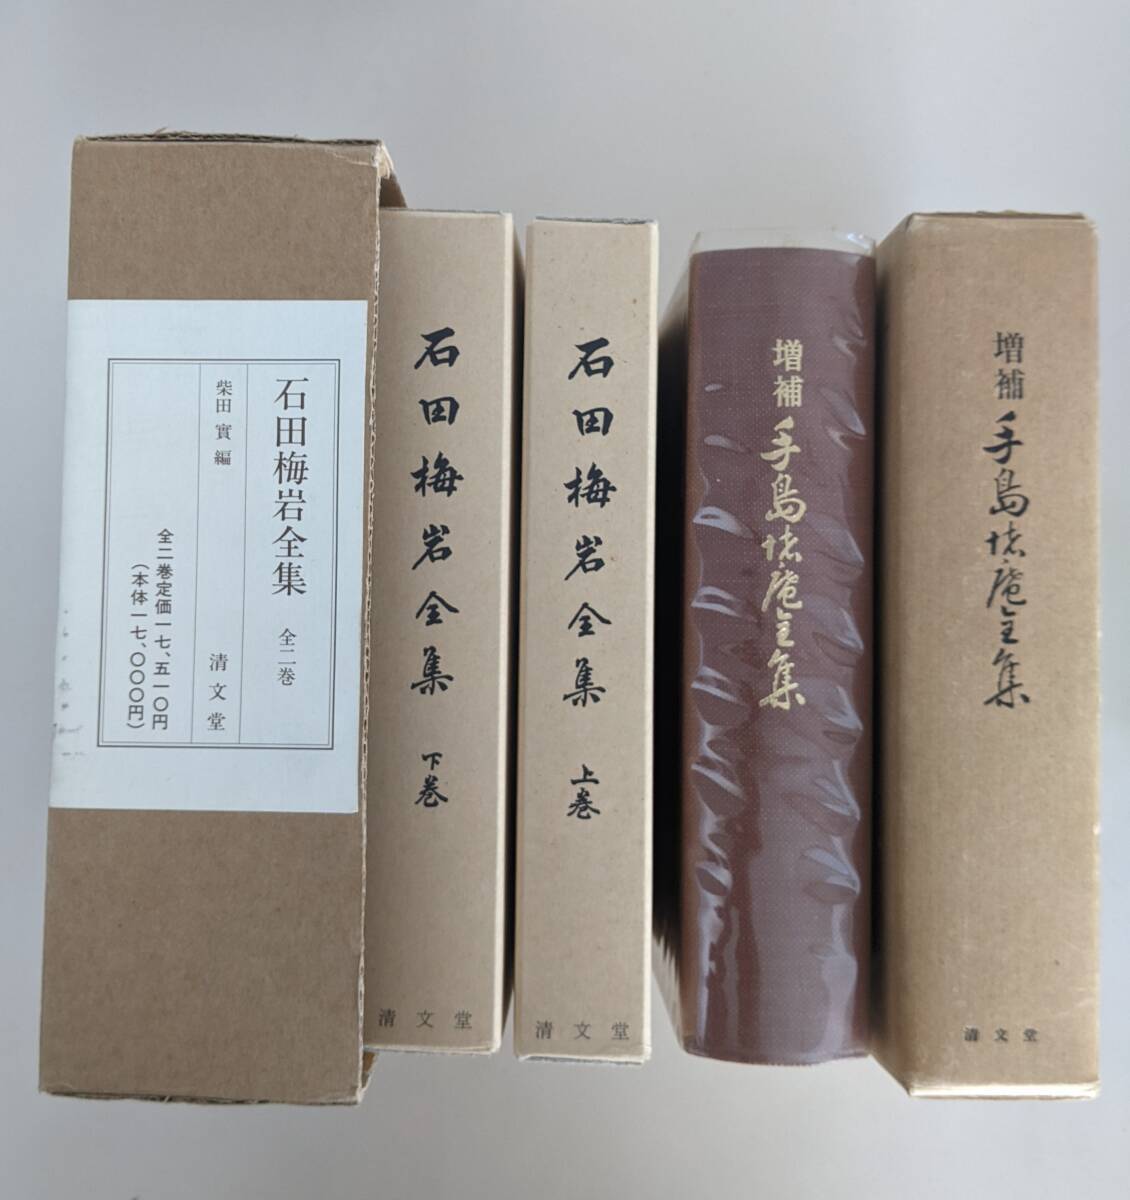 石田梅岩全集 全二巻
柴田 實 編
清文堂
全二巻定価一七、五一〇円
（本体一七、〇〇〇円）
石田梅岩全集 下巻
清文堂
石田梅岩全集 上巻
清文堂
増補 手島堵庵全集
増補 手島堵庵全集
清文堂